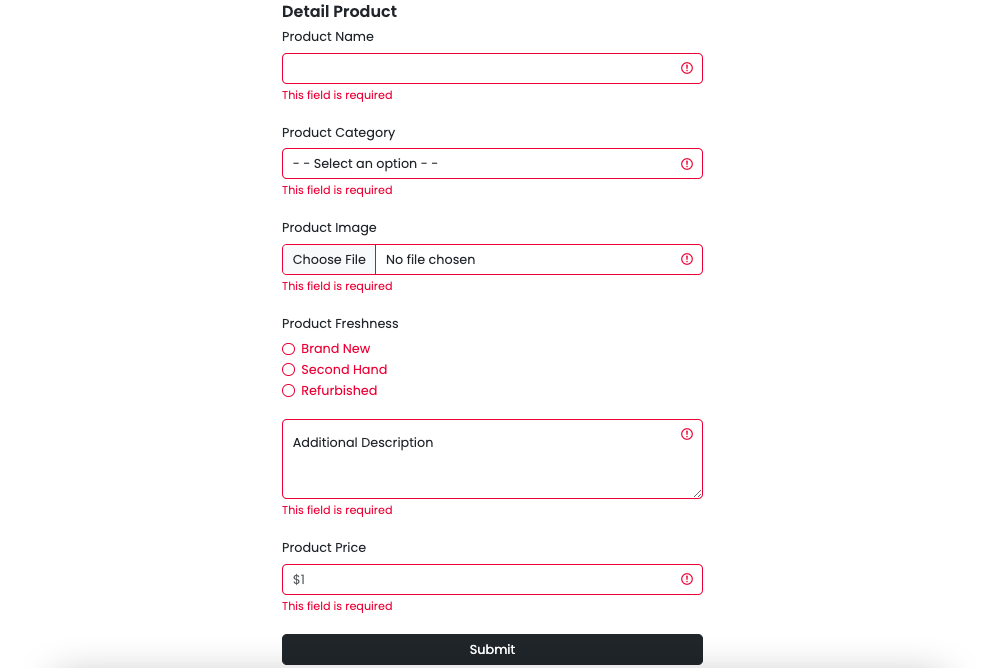 Detail Product
Product Name
This field is required
Product Category
- - Select an option - -
This field is required
Product Image
Choose File No file chosen
This field is required
Product Freshness
Brand New
Second Hand
Refurbished
Additional Description
This field is required
Product Price
$1
This field is required
Submit